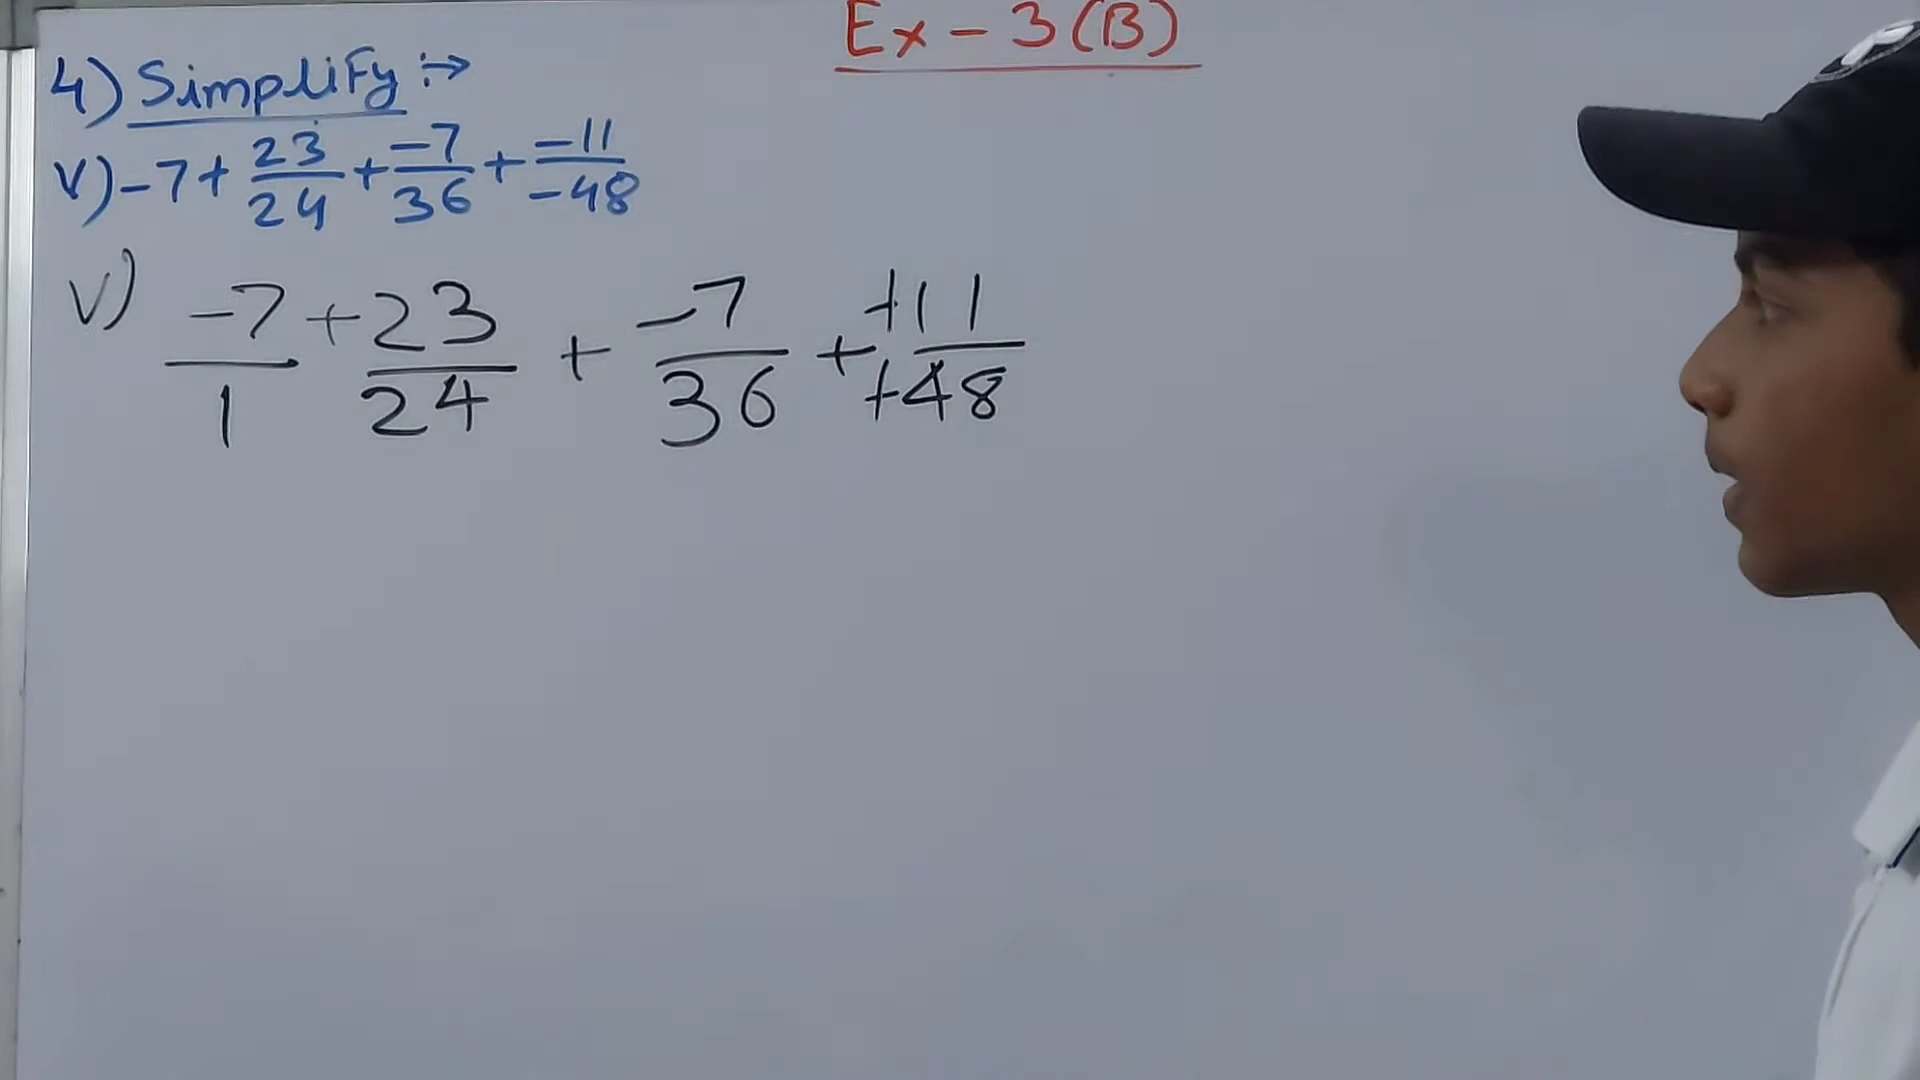 Ex - 3(B)
4) Simplify :→
V) -7 + 23/24 + -7/36 + -11/-48
V) -7/1 + 23/24 + -7/36 + +11/+48